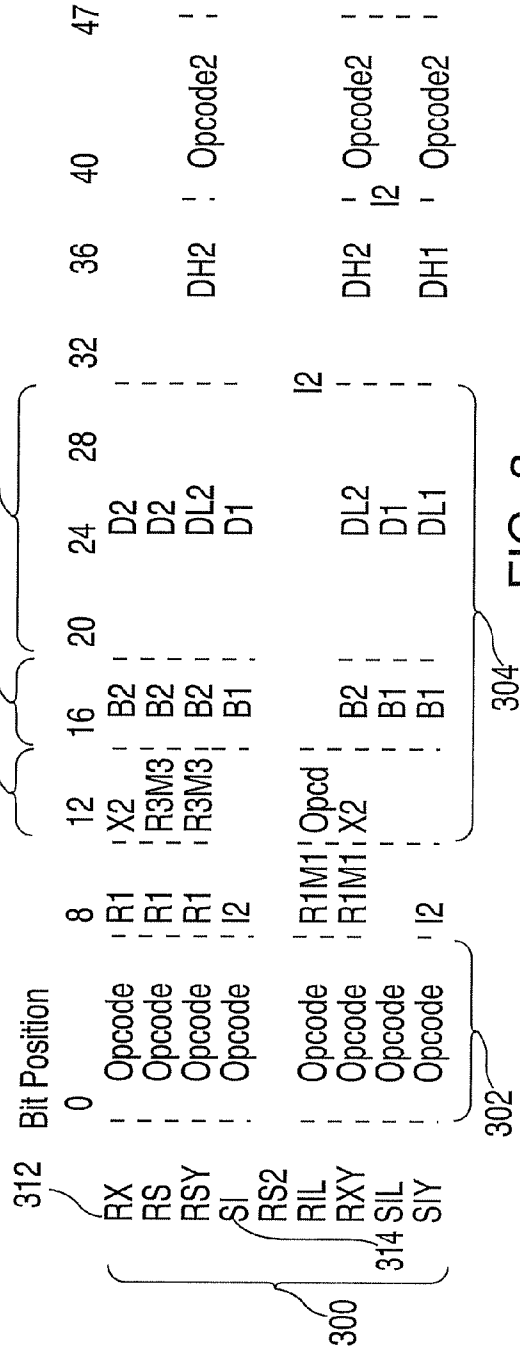 Bit Position
0 8 12 16 20 24 28 32 36 40 47
312
RX Opcode R1 X2 B2 D2
RS Opcode R1 R3M3 B2 D2
RSY Opcode R1 R3M3 B2 DL2 DH2 Opcode2
SI Opcode I2 B1 D1
RS2
RIL Opcode R1M1 Opcd I2
RXY Opcode R1M1 X2 B2 DL2 DH2 Opcode2
SIL Opcode B1 D1 I2
SIY Opcode I2 B1 DL1 DH1 Opcode2
314
300
302
304